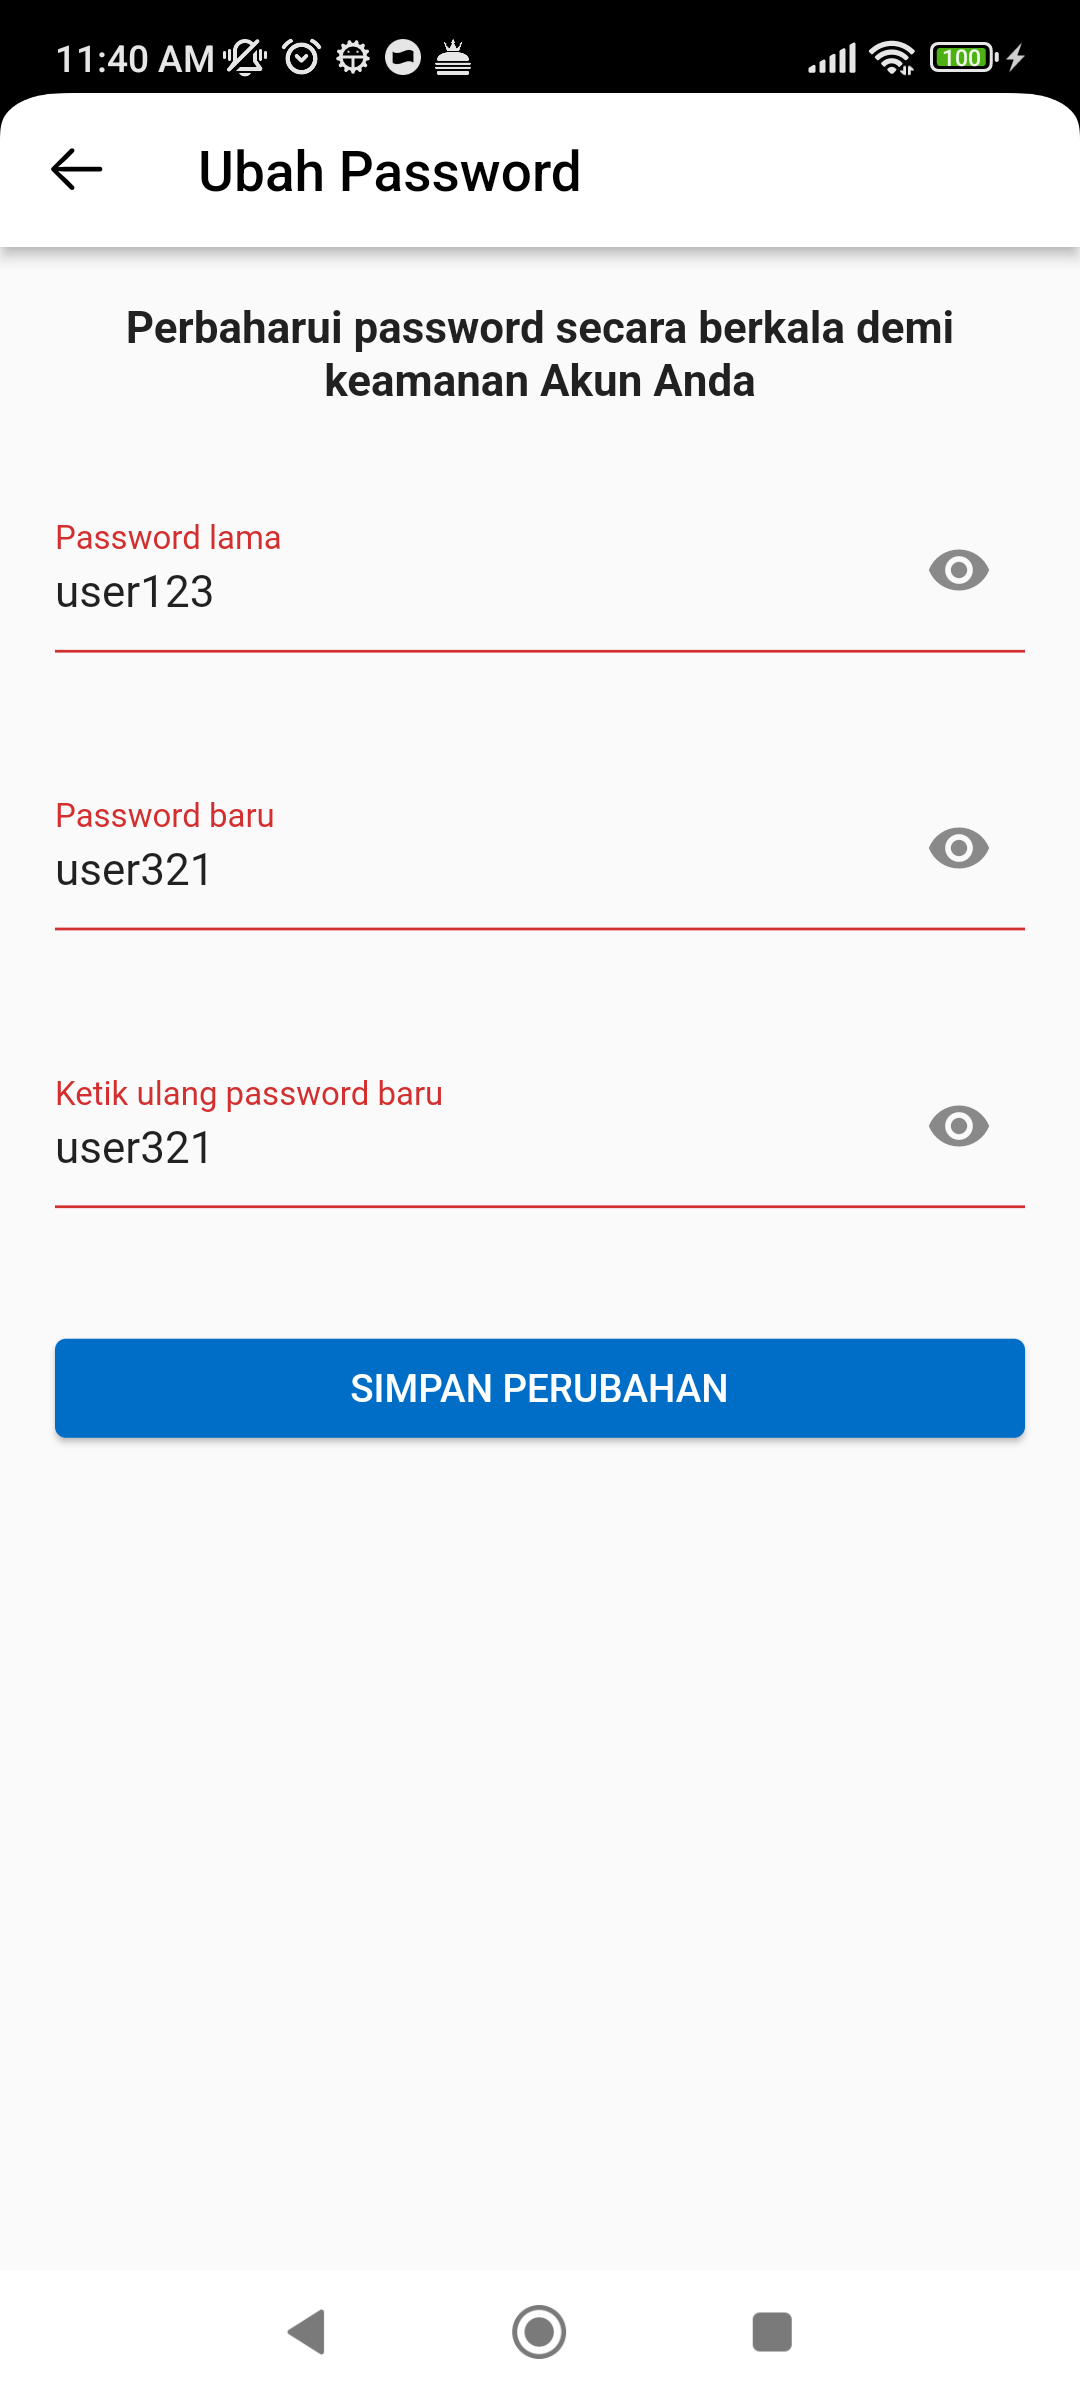 11:40 AM
100
Ubah Password
Perbaharui password secara berkala demi
keamanan Akun Anda
Password lama
user123
Password baru
user321
Ketik ulang password baru
user321
SIMPAN PERUBAHAN